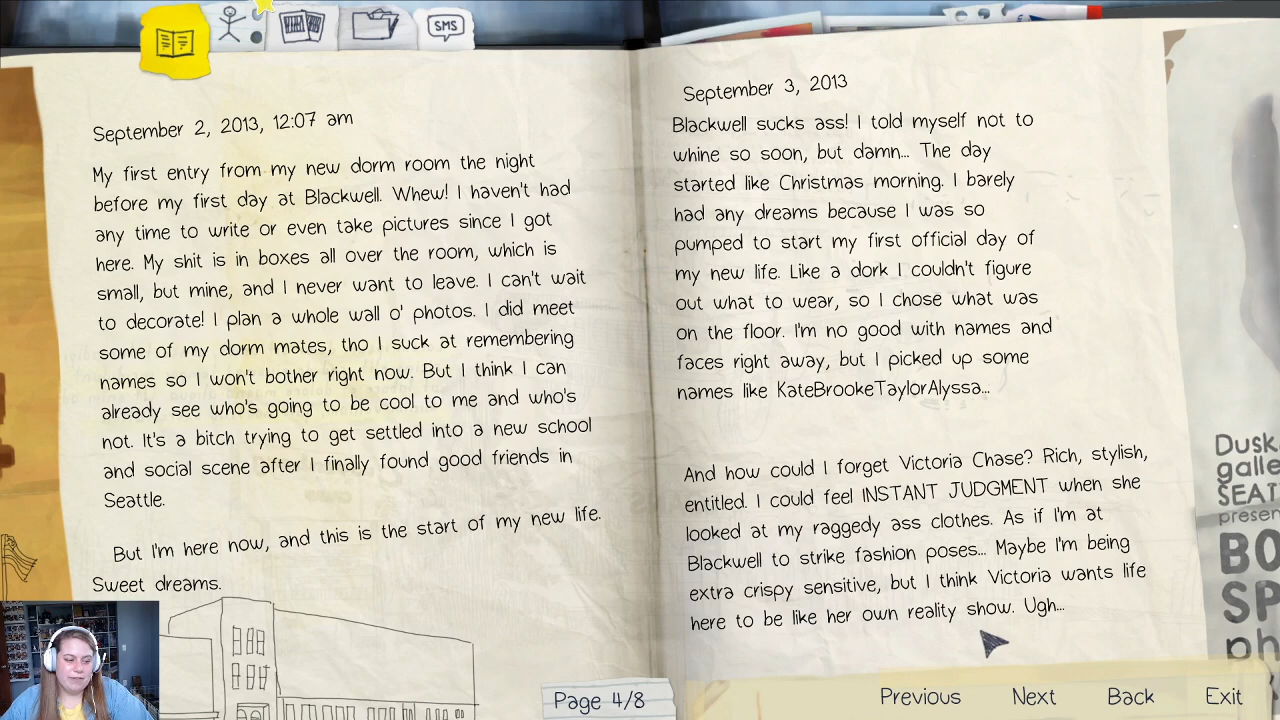 SMS
September 2, 2013, 12:07 am
My first entry from my new dorm room the night
before my first day at Blackwell. Whew! I haven't had
any time to write or even take pictures since I got
here. My shit is in boxes all over the room, which is
small, but mine, and I never want to leave. I can't wait
to decorate! I plan a whole wall o' photos. I did meet
some of my dorm mates, tho I suck at remembering
names so I won't bother right now. But I think I can
already see who's going to be cool to me and who's
not. It's a bitch trying to get settled into a new school
and social scene after I finally found good friends in
Seattle.
But I'm here now, and this is the start of my new life.
Sweet dreams.
September 3, 2013
Blackwell sucks ass! I told myself not to
whine so soon, but damn... The day
started like Christmas morning. I barely
had any dreams because I was so
pumped to start my first official day of
my new life. Like a dork I couldn't figure
out what to wear, so I chose what was
on the floor. I'm no good with names and
faces right away, but I picked up some
names like KateBrookeTaylorAlyssa...
And how could I forget Victoria Chase? Rich, stylish,
entitled. I could feel INSTANT JUDGMENT when she
looked at my raggedy ass clothes. As if I'm at
Blackwell to strike fashion poses... Maybe I'm being
extra crispy sensitive, but I think Victoria wants life
here to be like her own reality show. Ugh...
Dusk
galle
SEAT
presen
BO
SP
ph
Page 4/8
Previous Next Back Exit